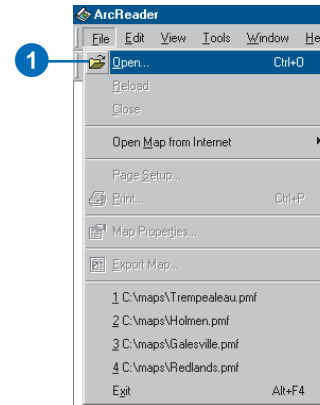 ArcReader
File Edit View Tools Window He
1
Open... Ctrl+O
Reload
Close
Open Map from Internet
Page Setup...
Print... Ctrl+P
Map Properties...
Export Map...
1 C:\maps\Trempealeau.pmf
2 C:\maps\Holmen.pmf
3 C:\maps\Galesville.pmf
4 C:\maps\Redlands.pmf
Exit Alt+F4